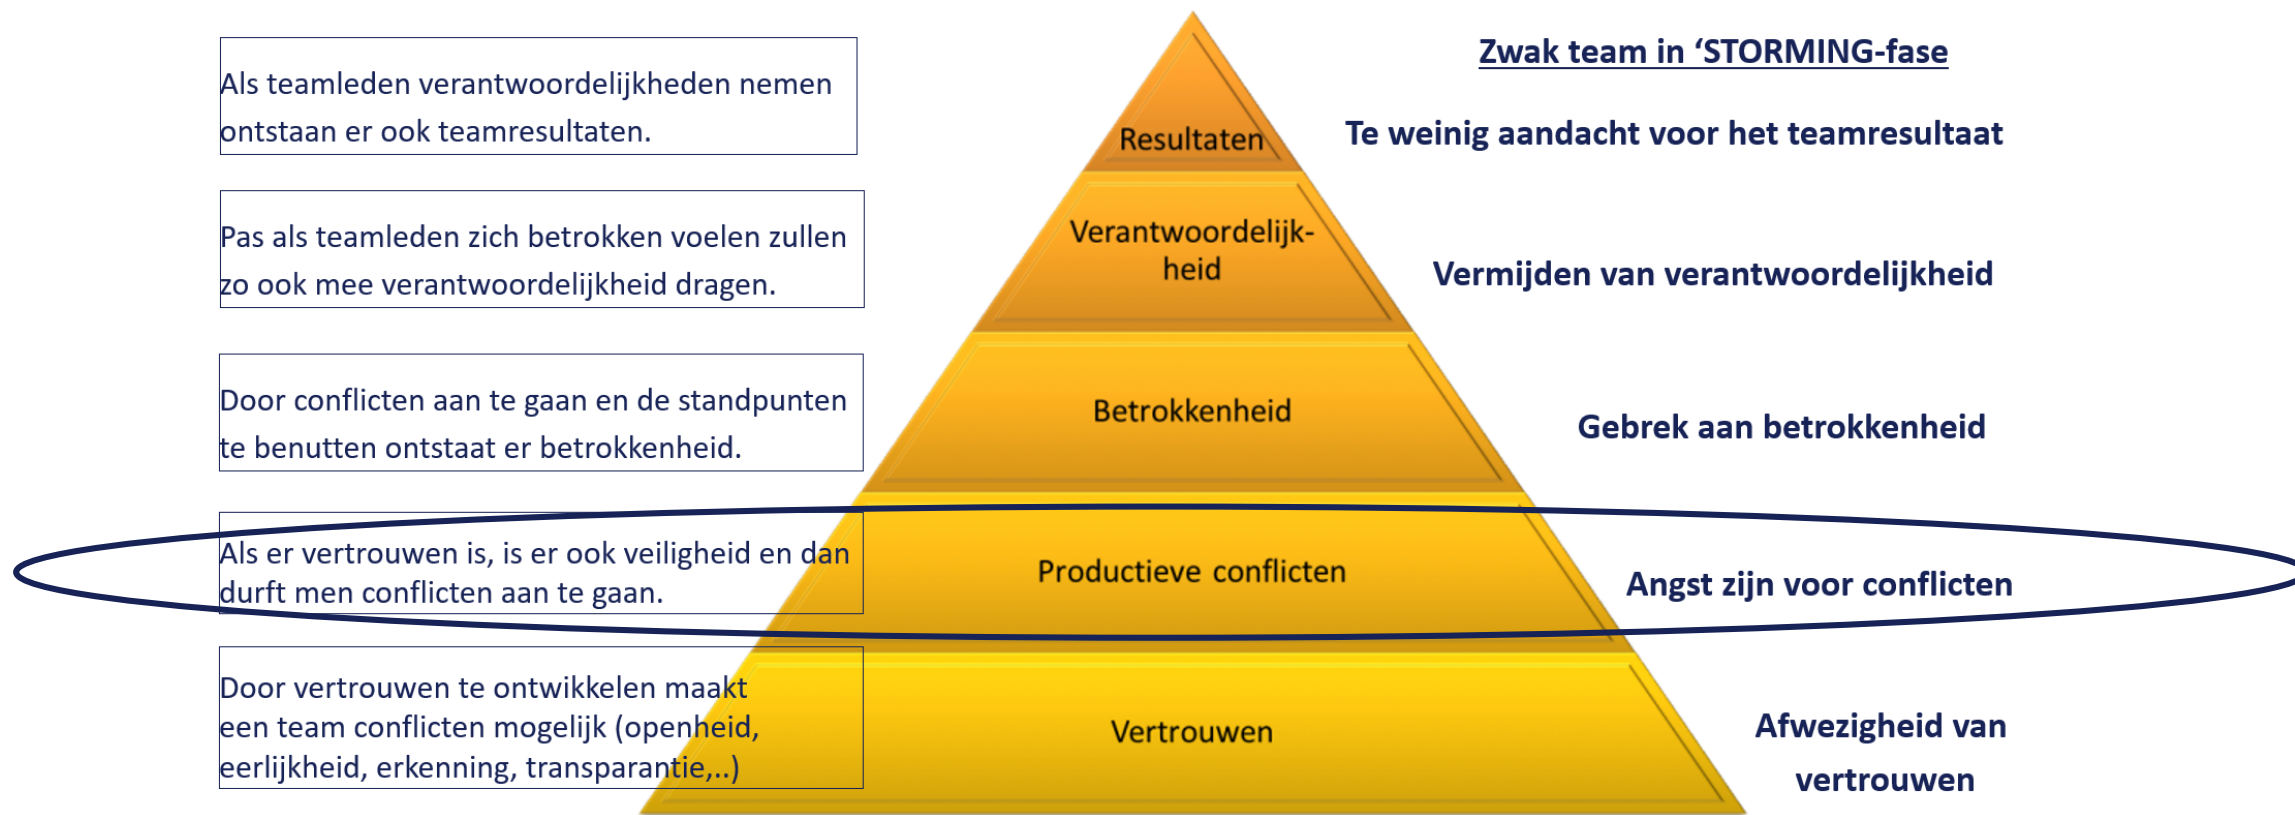 Zwak team in ‘STORMING-fase
Als teamleden verantwoordelijkheden nemen
ontstaan er ook teamresultaten.
Resultaten
Te weinig aandacht voor het teamresultaat
Pas als teamleden zich betrokken voelen zullen
zo ook mee verantwoordelijkheid dragen.
Verantwoordelijk-
heid
Vermijden van verantwoordelijkheid
Door conflicten aan te gaan en de standpunten
te benutten ontstaat er betrokkenheid.
Betrokkenheid
Gebrek aan betrokkenheid
Als er vertrouwen is, is er ook veiligheid en dan
durft men conflicten aan te gaan.
Productieve conflicten
Angst zijn voor conflicten
Door vertrouwen te ontwikkelen maakt
een team conflicten mogelijk (openheid,
eerlijkheid, erkenning, transparantie,..)
Vertrouwen
Afwezigheid van
vertrouwen